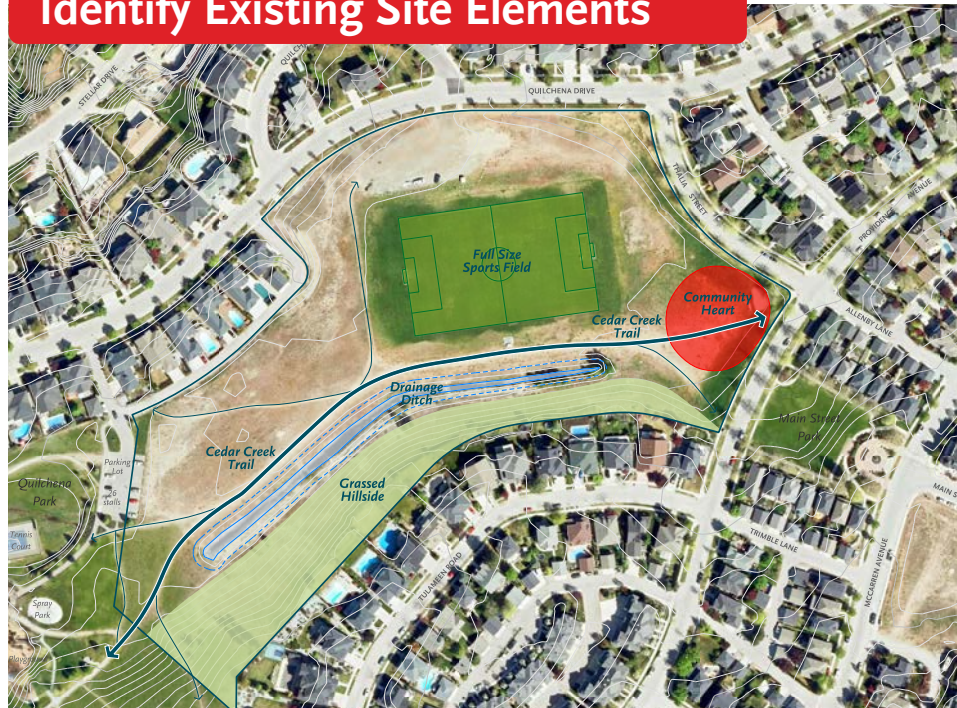 Identify Existing Site Elements
STELLAR DRIVE
QUILCHENA DRIVE
THALIA STREET
PROVIDENCE AVENUE
Full Size
Sports Field
Community
Heart
Cedar Creek
Trail
ALLENBY LANE
Drainage
Ditch
Main Street
Park
Cedar Creek
Trail
Parking
Lot
26
stalls
Quilchena
Park
Grassed
Hillside
Tennis
Court
TRIMBLE LANE
MCCARREN AVENUE
MAIN S
TULAMEEN ROAD
Spray
Park